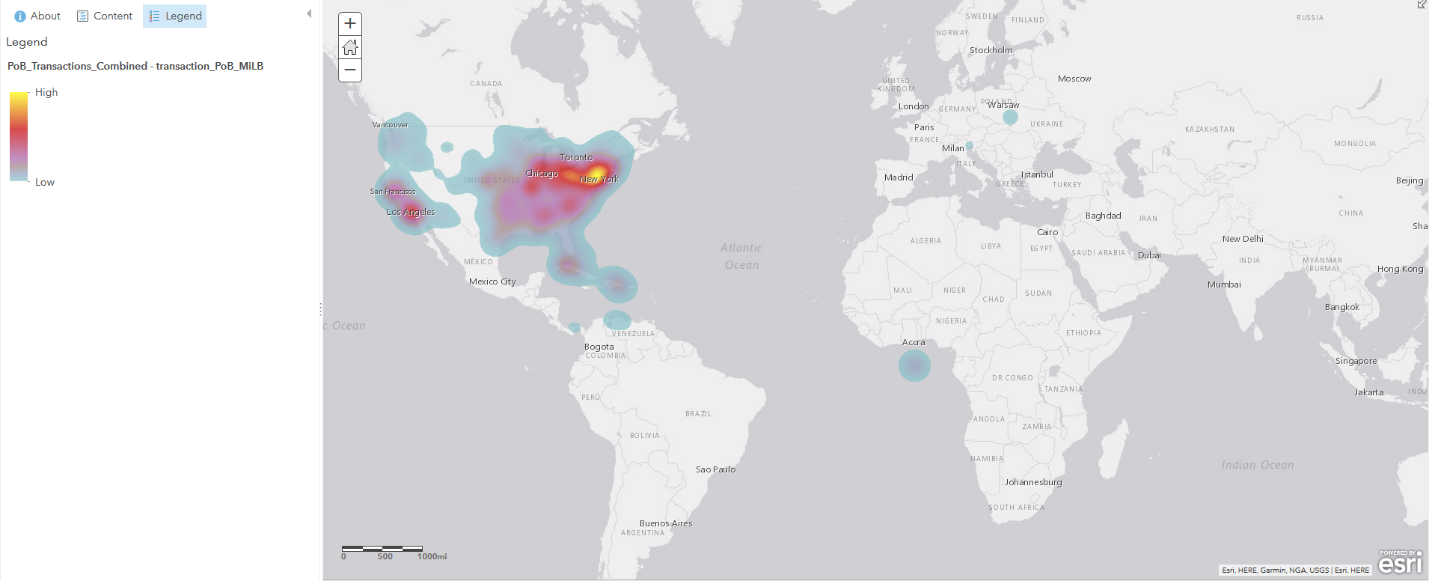 About
Content
Legend
Legend
PoB_Transactions_Combined - transaction_PoB_MiLB
High
Low
+
−
SWEDEN
FINLAND
RUSSIA
NORWAY
Stockholm
Moscow
CANADA
UNITED
KINGDOM
London
GERMANY
POLAND
Warsaw
Vancouver
Paris
UKRAINE
KAZAKHSTAN
FRANCE
MONGOLIA
Milan
Toronto
ITALY
Chicago
New York
UNITED STATES
Madrid
Istanbul
GREECE
TURKEY
Beijing
San Francisco
Los Angeles
Baghdad
IRAN
CHINA
Sha
Cairo
ALGERIA
LIBYA
EGYPT
New Delhi
Atlantic
Ocean
SAUDI ARABIA
Duba
INDIA
MYANMAR
(BURMA)
Hong Kong
MÉXICO
Mexico City
MALI
NIGER
CHAD
SUDAN
Mumbai
Bangkok
c Ocean
NIGERIA
VENEZUELA
ETHIOPIA
Accra
Bogota
COLOMBIA
Singapore
DR CONGO
TANZANIA
Jakarta
INDO
PERÚ
BRAZIL
ANGOLA
ZAMBIA
BOLIVIA
NAMIBIA
Indian Ocean
Sao Paulo
Johannesburg
SOUTH AFRICA
Buenos Aires
ARGENTINA
0 500 1000mi
POWERED BY
esri
Esri, HERE, Garmin, NGA, USGS | Esri, HERE